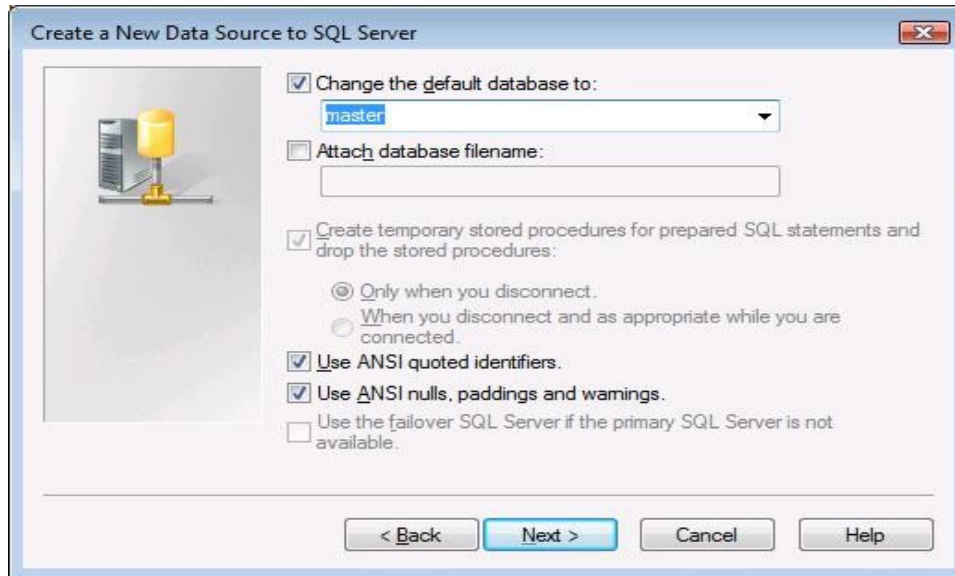 Create a New Data Source to SQL Server
Change the default database to:
master
Attach database filename:
Create temporary stored procedures for prepared SQL statements and
drop the stored procedures:
Only when you disconnect.
When you disconnect and as appropriate while you are
connected.
Use ANSI quoted identifiers.
Use ANSI nulls, paddings and warnings.
Use the failover SQL Server if the primary SQL Server is not
available.
< Back
Next >
Cancel
Help